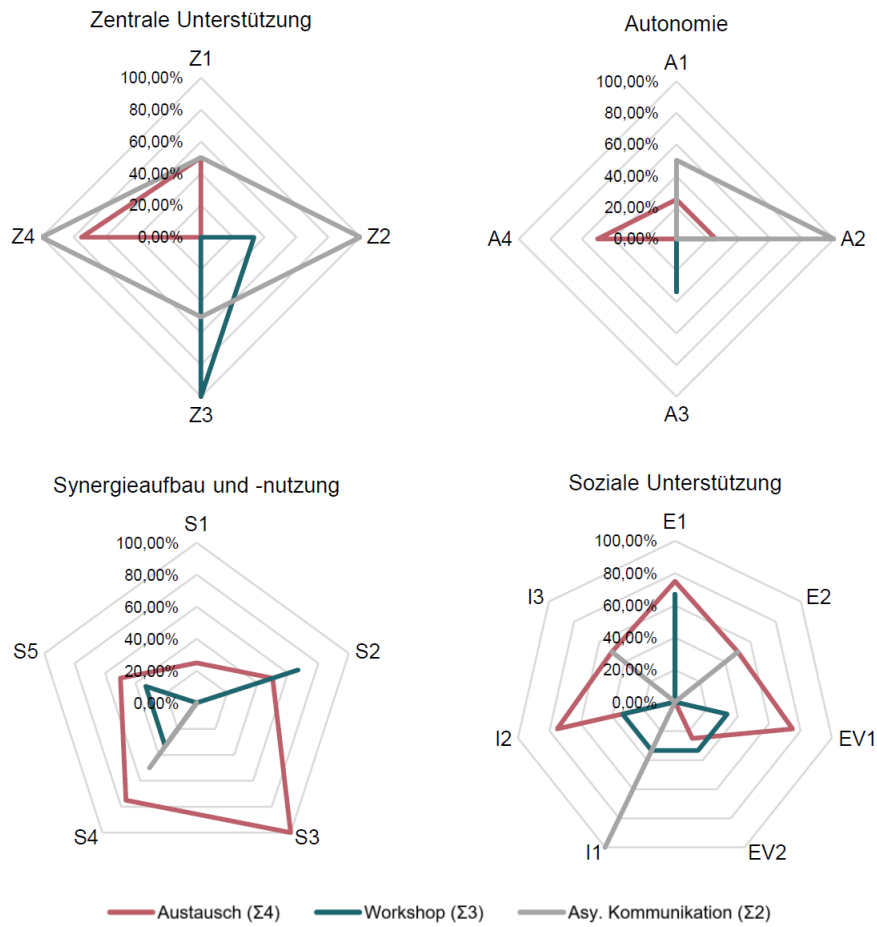 Zentrale Unterstützung
Z1
100,00%
80,00%
60,00%
40,00%
20,00%
0,00%
Z4
Z2
Z3
Autonomie
A1
100,00%
80,00%
60,00%
40,00%
20,00%
0,00%
A4
A2
A3
Synergieaufbau und -nutzung
S1
100,00%
80,00%
60,00%
40,00%
20,00%
0,00%
S5
S2
S4
S3
Soziale Unterstützung
E1
100,00%
80,00%
60,00%
40,00%
20,00%
0,00%
I3
E2
I2
EV1
I1
EV2
Austausch (Σ4)
Workshop (Σ3)
Asy. Kommunikation (Σ2)